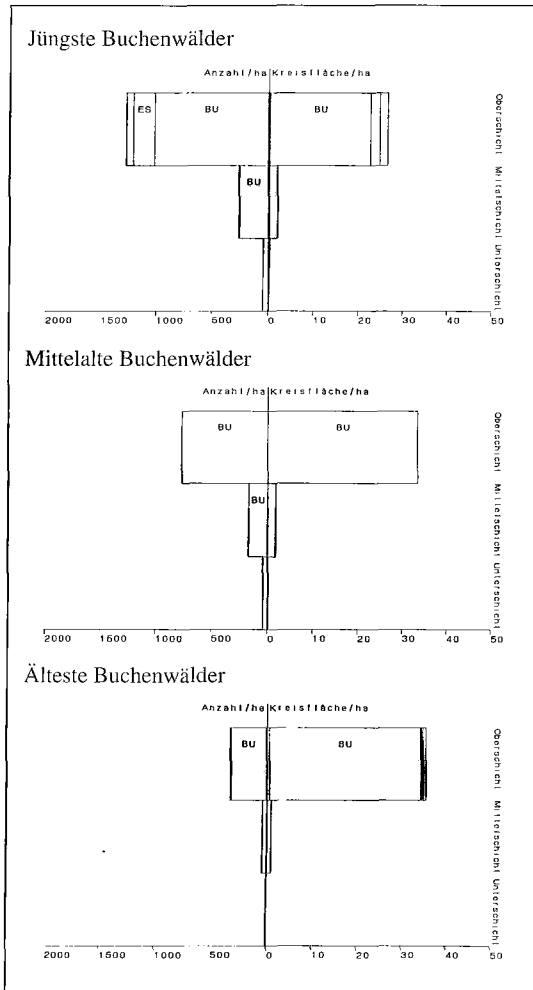 Jüngste Buchenwälder
Anzahl/ha Kreisfläche/ha
ES BU BU
BU
Oberschicht Mittelschicht Unterschicht
2000 1500 1000 500 0 10 20 30 40 50
Mittelalte Buchenwälder
Anzahl/ha Kreisfläche/ha
BU BU
BU
Oberschicht Mittelschicht Unterschicht
2000 1500 1000 500 0 10 20 30 40 50
Älteste Buchenwälder
Anzahl/ha Kreisfläche/ha
BU BU
Oberschicht Mittelschicht Unterschicht
2000 1500 1000 500 0 10 20 30 40 50